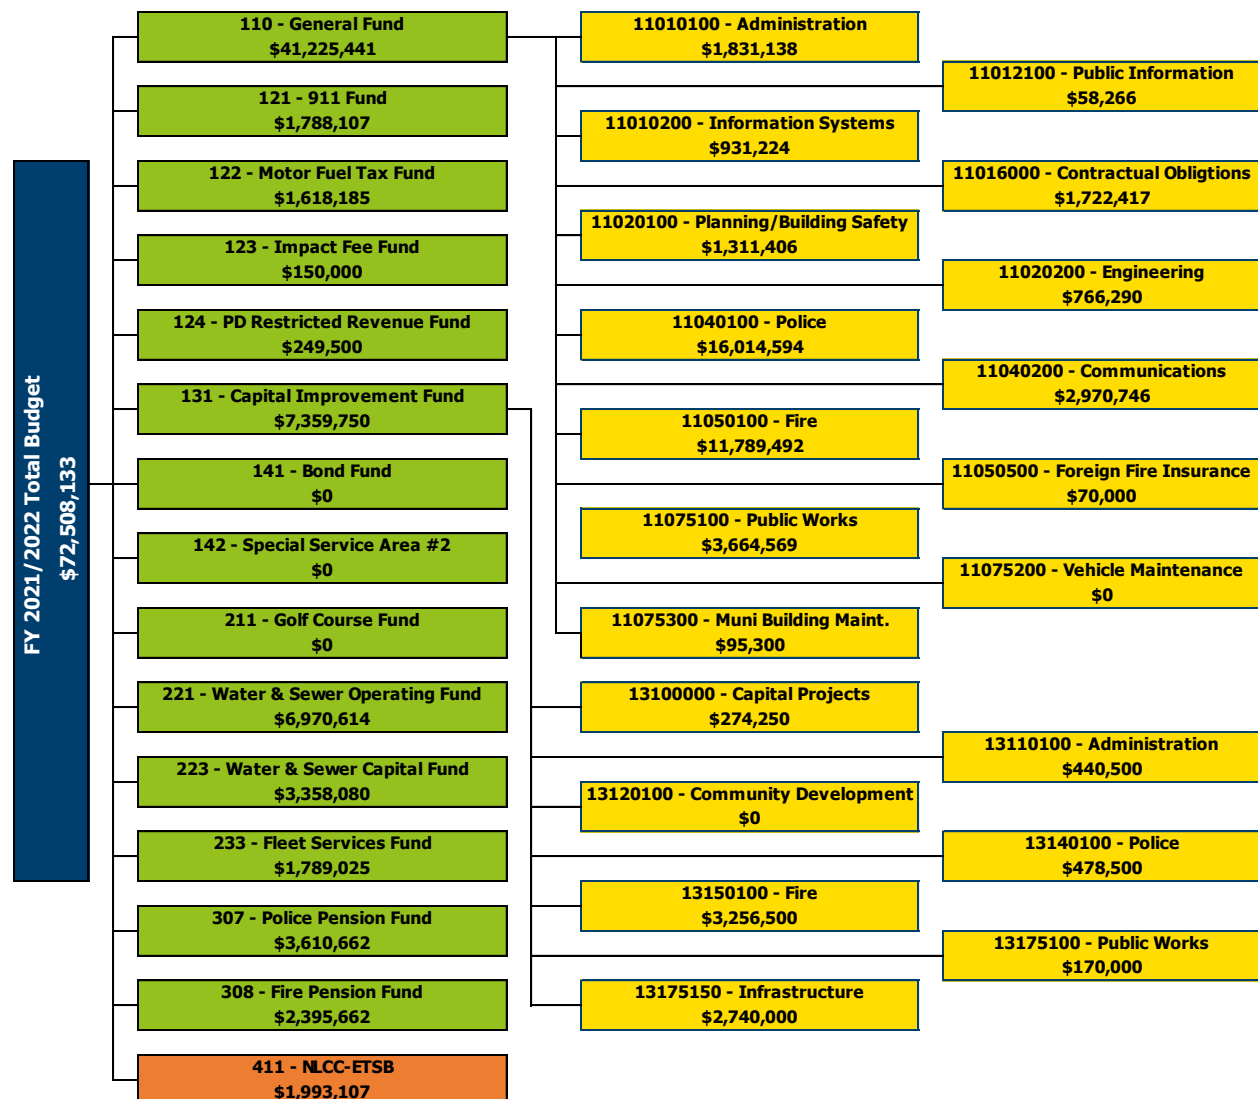 FY 2021/2022 Total Budget
$72,508,133
110 - General Fund
$41,225,441
121 - 911 Fund
$1,788,107
122 - Motor Fuel Tax Fund
$1,618,185
123 - Impact Fee Fund
$150,000
124 - PD Restricted Revenue Fund
$249,500
131 - Capital Improvement Fund
$7,359,750
141 - Bond Fund
$0
142 - Special Service Area #2
$0
211 - Golf Course Fund
$0
221 - Water & Sewer Operating Fund
$6,970,614
223 - Water & Sewer Capital Fund
$3,358,080
233 - Fleet Services Fund
$1,789,025
307 - Police Pension Fund
$3,610,662
308 - Fire Pension Fund
$2,395,662
411 - NLCC-ETSB
$1,993,107
11010100 - Administration
$1,831,138
11012100 - Public Information
$58,266
11010200 - Information Systems
$931,224
11016000 - Contractual Obligtions
$1,722,417
11020100 - Planning/Building Safety
$1,311,406
11020200 - Engineering
$766,290
11040100 - Police
$16,014,594
11040200 - Communications
$2,970,746
11050100 - Fire
$11,789,492
11050500 - Foreign Fire Insurance
$70,000
11075100 - Public Works
$3,664,569
11075200 - Vehicle Maintenance
$0
11075300 - Muni Building Maint.
$95,300
13100000 - Capital Projects
$274,250
13110100 - Administration
$440,500
13120100 - Community Development
$0
13140100 - Police
$478,500
13150100 - Fire
$3,256,500
13175100 - Public Works
$170,000
13175150 - Infrastructure
$2,740,000